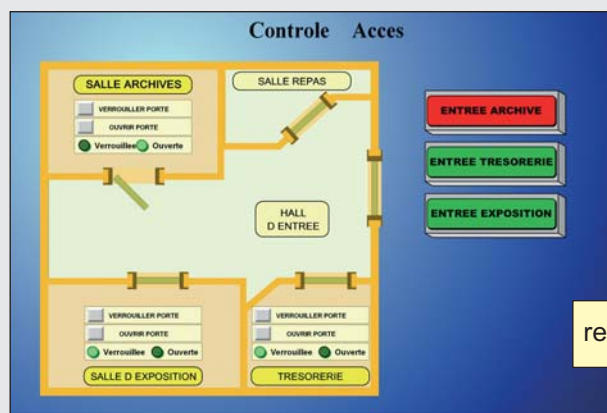 Controle Acces
SALLE ARCHIVES
VERROUILLER PORTE
OUVRIR PORTE
Verrouillee Ouverte
SALLE REPAS
HALL
D ENTREE
ENTREE ARCHIVE
ENTREE TRESORERIE
ENTREE EXPOSITION
VERROUILLER PORTE
OUVRIR PORTE
Verrouillee Ouverte
SALLE D EXPOSITION
VERROUILLER PORTE
OUVRIR PORTE
Verrouillee Ouverte
TRESORERIE
re